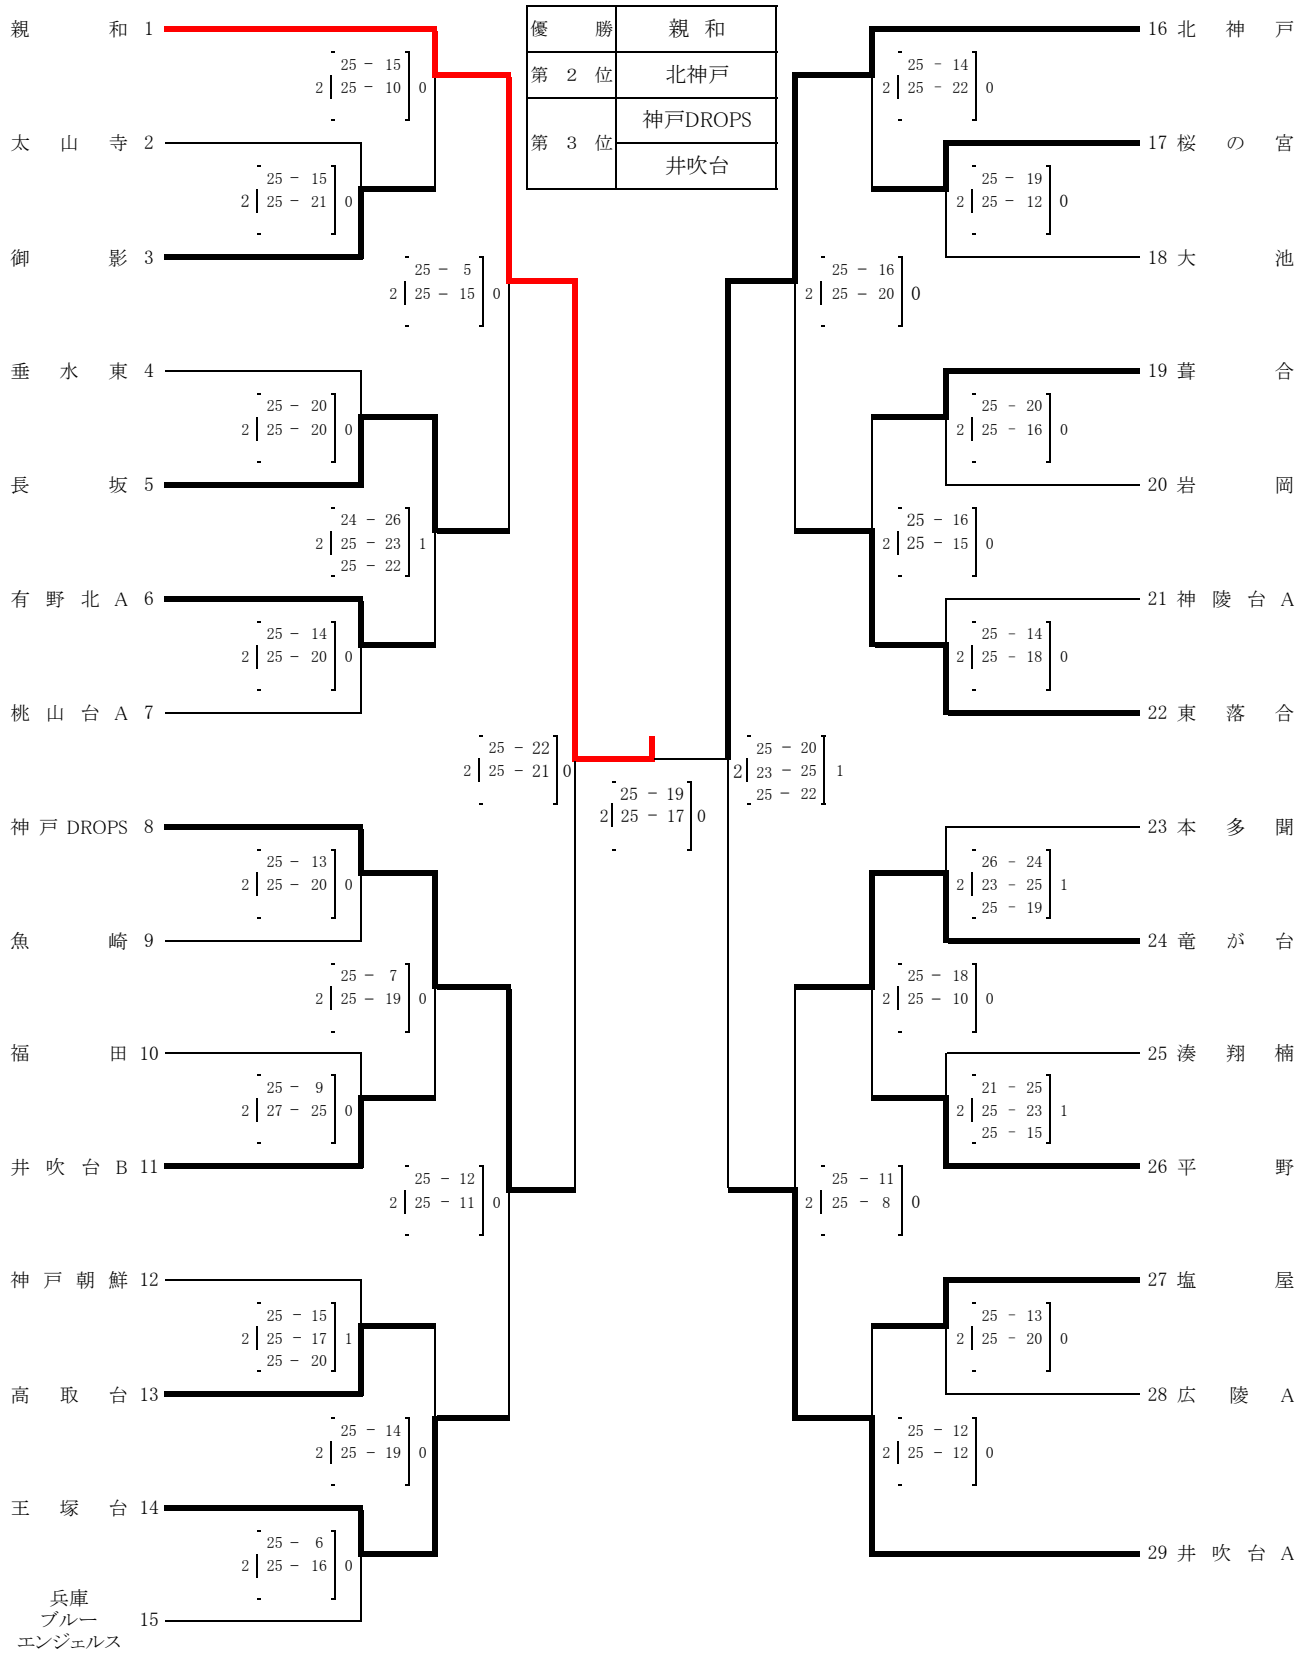 優勝 親和
第2位 北神戸
第3位 神戸DROPS
井吹台
親和 1
25 − 15
2 25 − 10 0
太山寺 2
25 − 15
2 25 − 21 0
御影 3
25 − 5
2 25 − 15 0
垂水東 4
25 − 20
2 25 − 20 0
長坂 5
24 − 26
2 25 − 23 1
25 − 22
有野北A 6
25 − 14
2 25 − 20 0
桃山台A 7
25 − 22
2 25 − 21 0
神戸DROPS 8
25 − 13
2 25 − 20 0
魚崎 9
25 − 7
2 25 − 19 0
福田 10
25 − 9
2 27 − 25 0
井吹台B 11
25 − 12
2 25 − 11 0
神戸朝鮮 12
25 − 15
2 25 − 17 1
25 − 20
高取台 13
25 − 14
2 25 − 19 0
王塚台 14
25 − 6
2 25 − 16 0
兵庫
ブルー
エンジェルス
15
25 − 19
2 25 − 17 0
16 北神戸
25 − 14
2 25 − 22 0
17 桜の宮
25 − 19
2 25 − 12 0
18 大池
25 − 16
2 25 − 20 0
19 葺合
25 − 20
2 25 − 16 0
20 岩岡
25 − 16
2 25 − 15 0
21 神陵台A
25 − 14
2 25 − 18 0
22 東落合
25 − 20
2 23 − 25 1
25 − 22
23 本多聞
26 − 24
2 23 − 25 1
25 − 19
24 竜が台
25 − 18
2 25 − 10 0
25 湊翔楠
21 − 25
2 25 − 23 1
25 − 15
26 平野
25 − 11
2 25 − 8 0
27 塩屋
25 − 13
2 25 − 20 0
28 広陵A
25 − 12
2 25 − 12 0
29 井吹台A